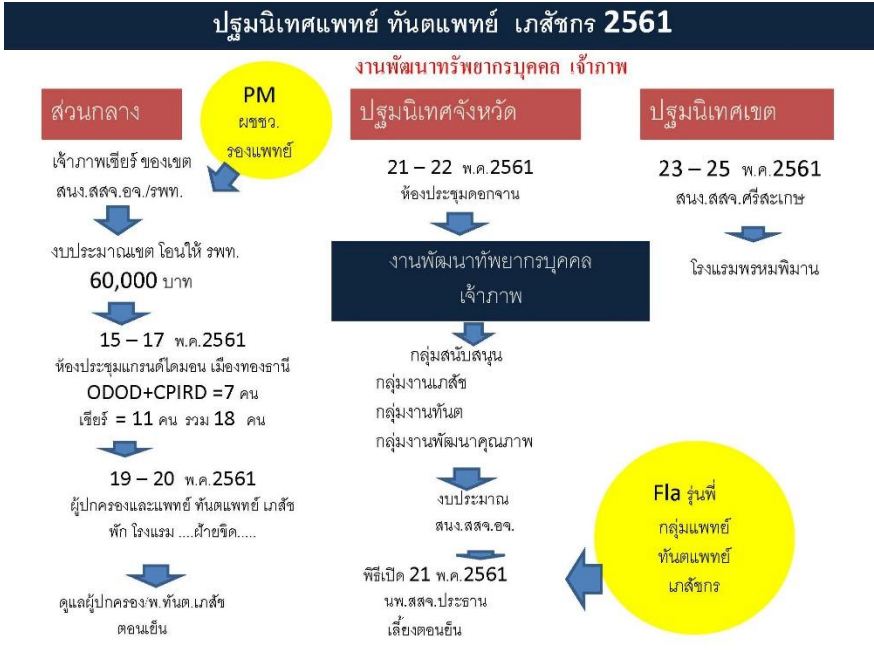 ปฐมนิเทศแพทย์ ทันตแพทย์ เภสัชกร 2561
งานพัฒนาทรัพยากรบุคคล เจ้าภาพ
ส่วนกลาง
PM
ผชชว.
รองแพทย์
เจ้าภาพเชียร์ ของเขต
สนง.สสจ.อจ./รพท.
งบประมาณเขต โอนให้ รพท.
60,000 บาท
15 – 17 พ.ค.2561
ห้องประชุมแกรนด์ไดมอน เมืองทองธานี
ODOD+CPIRD =7 คน
เชียร์ = 11 คน รวม 18 คน
19 – 20 พ.ค.2561
ผู้ปกครองและแพทย์ ทันตแพทย์ เภสัช
พัก โรงแรม ....ฝ้ายขิด.....
ดูแลผู้ปกครอง/พ.ทันต.เภสัช
ตอนเย็น
ปฐมนิเทศจังหวัด
21 – 22 พ.ค.2561
ห้องประชุมดอกจาน
งานพัฒนาทัพยากรบุคคล
เจ้าภาพ
กลุ่มสนับสนุน
กลุ่มงานเภสัช
กลุ่มงานทันต
กลุ่มงานพัฒนาคุณภาพ
งบประมาณ
สนง.สสจ.อจ.
พิธีเปิด 21 พ.ค.2561
นพ.สสจ.ประธาน
เลี้ยงตอนย็น
Fla รุ่นพี่
กลุ่มแพทย์
ทันตแพทย์
เภสัชกร
ปฐมนิเทศเขต
23 – 25 พ.ค.2561
สนง.สสจ.ศรีสะเกษ
โรงแรมพรหมพิมาน